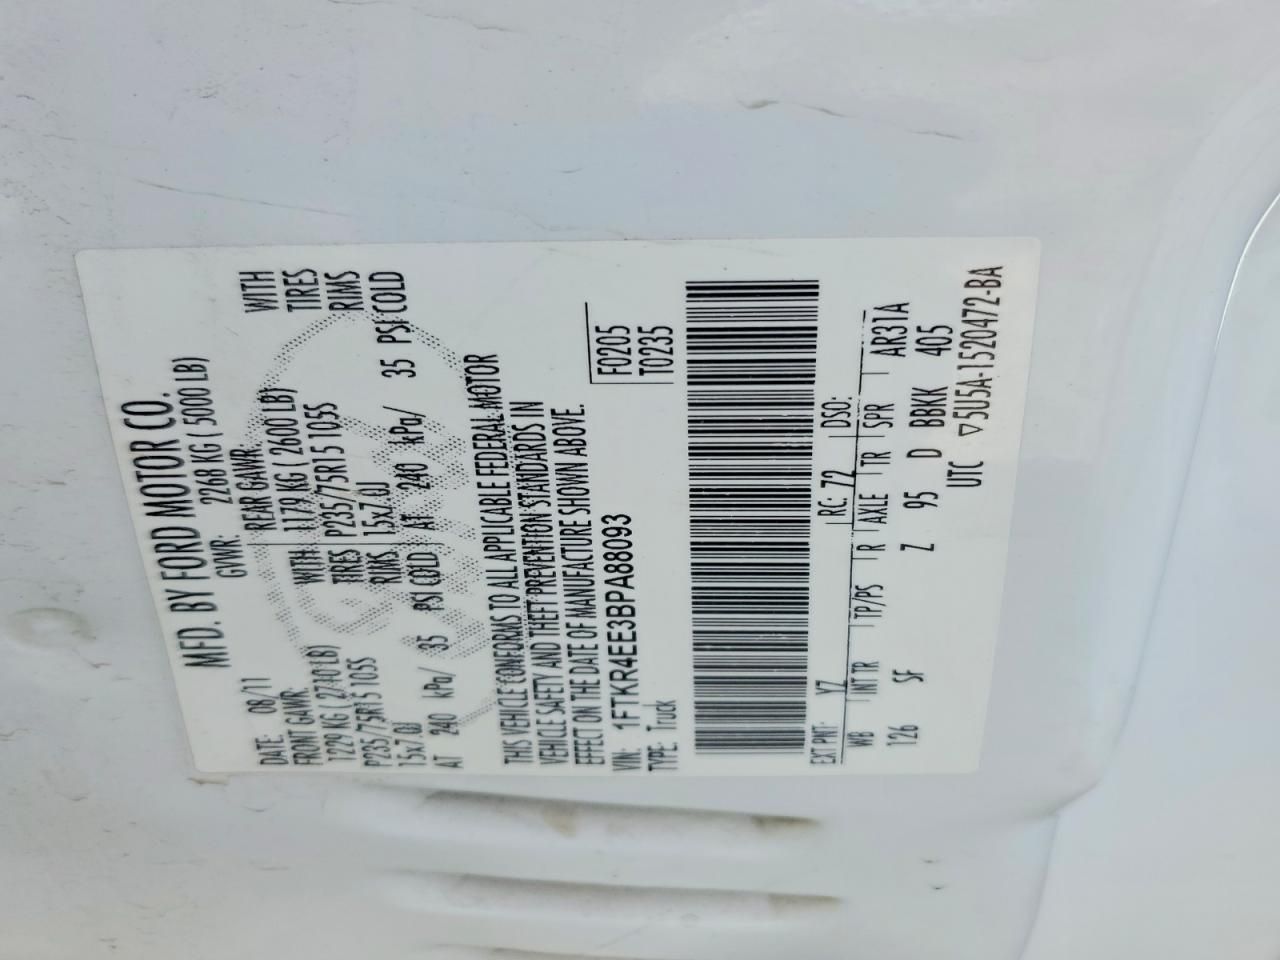 MFD. BY FORD MOTOR CO.
DATE: 08/11 GVWR: 2268 KG ( 5000 LB)
FRONT GAWR: REAR GAWR:
1229 KG ( 2710 LB) WITH 1179 KG ( 2600 LB) WITH
P235/75R15 105S TIRES P235/75R15 105S TIRES
15x7.0J RIMS 15x7.0J RIMS
AT 240 kPa/ 35 PSI COLD AT 240 kPa/ 35 PSI COLD
THIS VEHICLE CONFORMS TO ALL APPLICABLE FEDERAL MOTOR
VEHICLE SAFETY AND THEFT PREVENTION STANDARDS IN
EFFECT ON THE DATE OF MANUFACTURE SHOWN ABOVE.
VIN: 1FTKR4EE3BPA88093 F0205
TYPE: Truck T0235
EXT PNT: YZ RC: 72 DSO:
WB INT TR TP/PS R AXLE TR SPR AR31A
126 SF Z 95 D BBKK 405
UTC ▽5U5A-1520472-BA